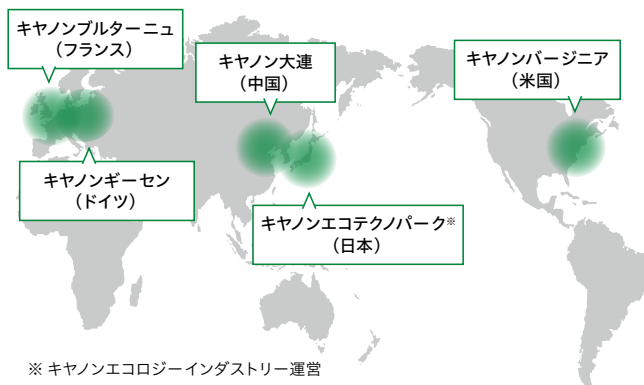 キヤノンブルターニュ
（フランス）
キヤノン大連
（中国）
キヤノンバージニア
（米国）
キヤノンギーセン
（ドイツ）
キヤノンエコテクノパーク※
（日本）
※ キヤノンエコロジーインダストリー運営